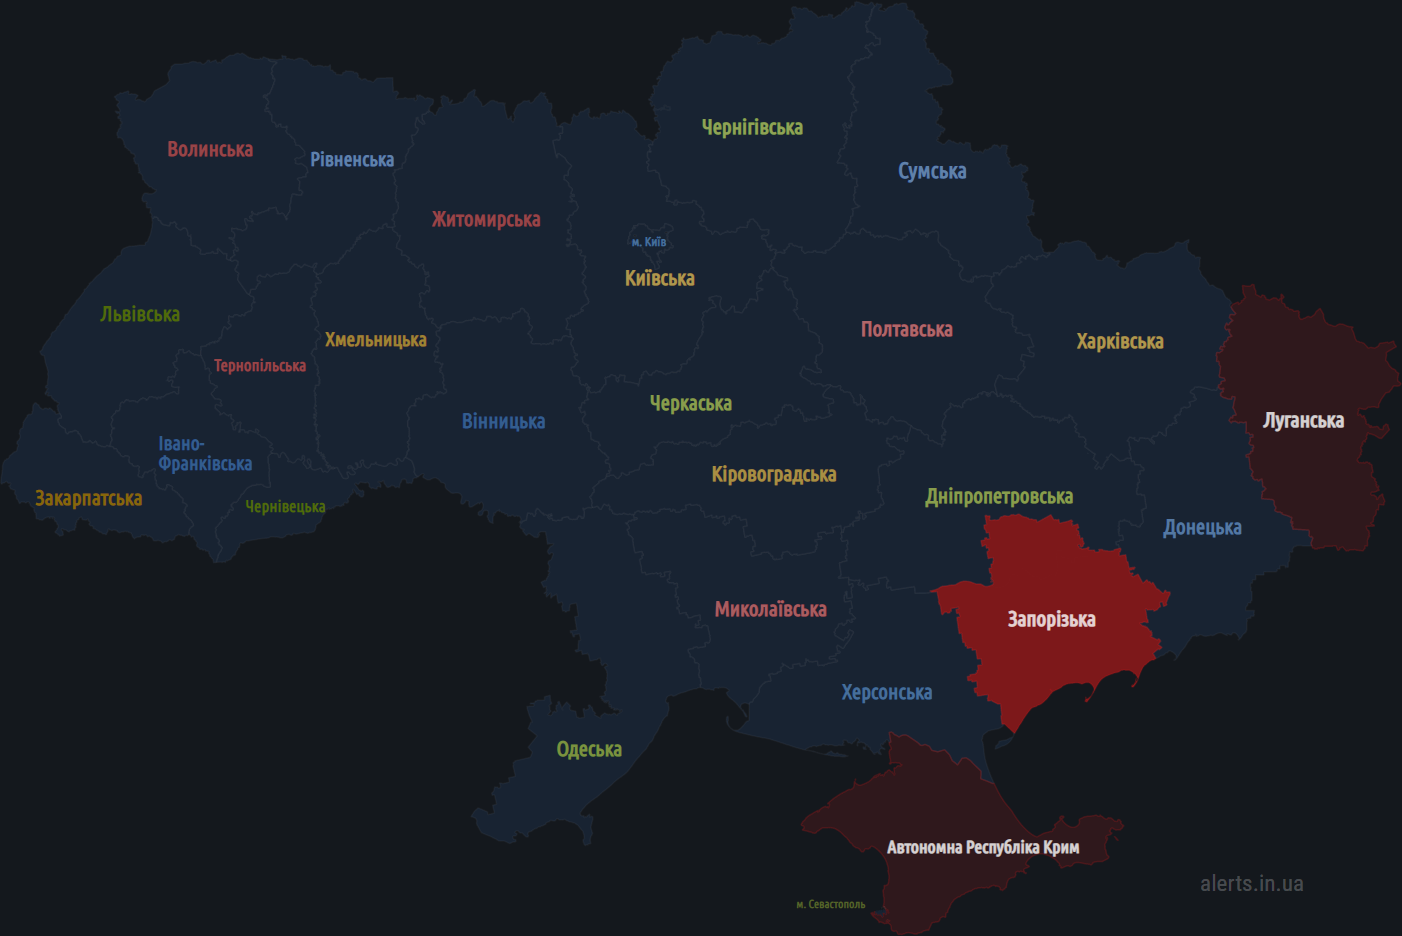 Чернігівська
Волинська
Рівненська
Сумська
Житомирська
м. Київ
Київська
Львівська
Полтавська
Хмельницька
Харківська
Тернопільська
Черкаська
Вінницька
Луганська
Івано-
Франківська
Кіровоградська
Закарпатська
Дніпропетровська
Чернівецька
Донецька
Миколаївська
Запорізька
Херсонська
Одеська
Автономна Республіка Крим
alerts.in.ua
м. Севастополь